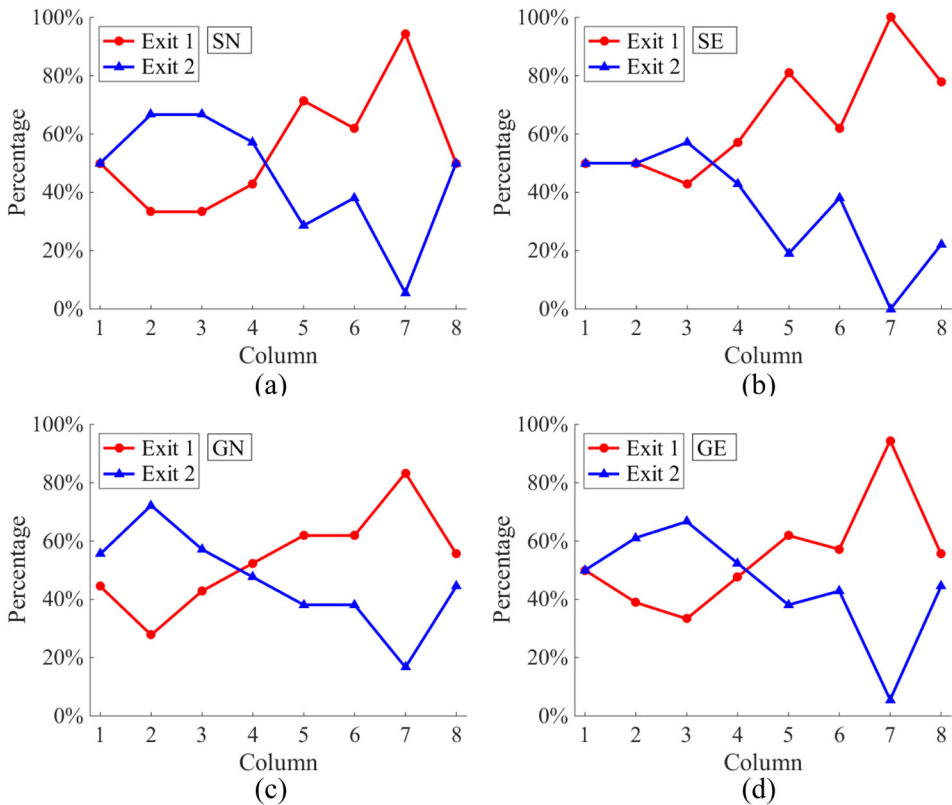 100%
80%
60%
40%
20%
0%
Percentage
Exit 1 SN
Exit 2
1 2 3 4 5 6 7 8
Column
(a)
100%
80%
60%
40%
20%
0%
Percentage
Exit 1 SE
Exit 2
1 2 3 4 5 6 7 8
Column
(b)
100%
80%
60%
40%
20%
0%
Percentage
Exit 1 GN
Exit 2
1 2 3 4 5 6 7 8
Column
(c)
100%
80%
60%
40%
20%
0%
Percentage
Exit 1 GE
Exit 2
1 2 3 4 5 6 7 8
Column
(d)